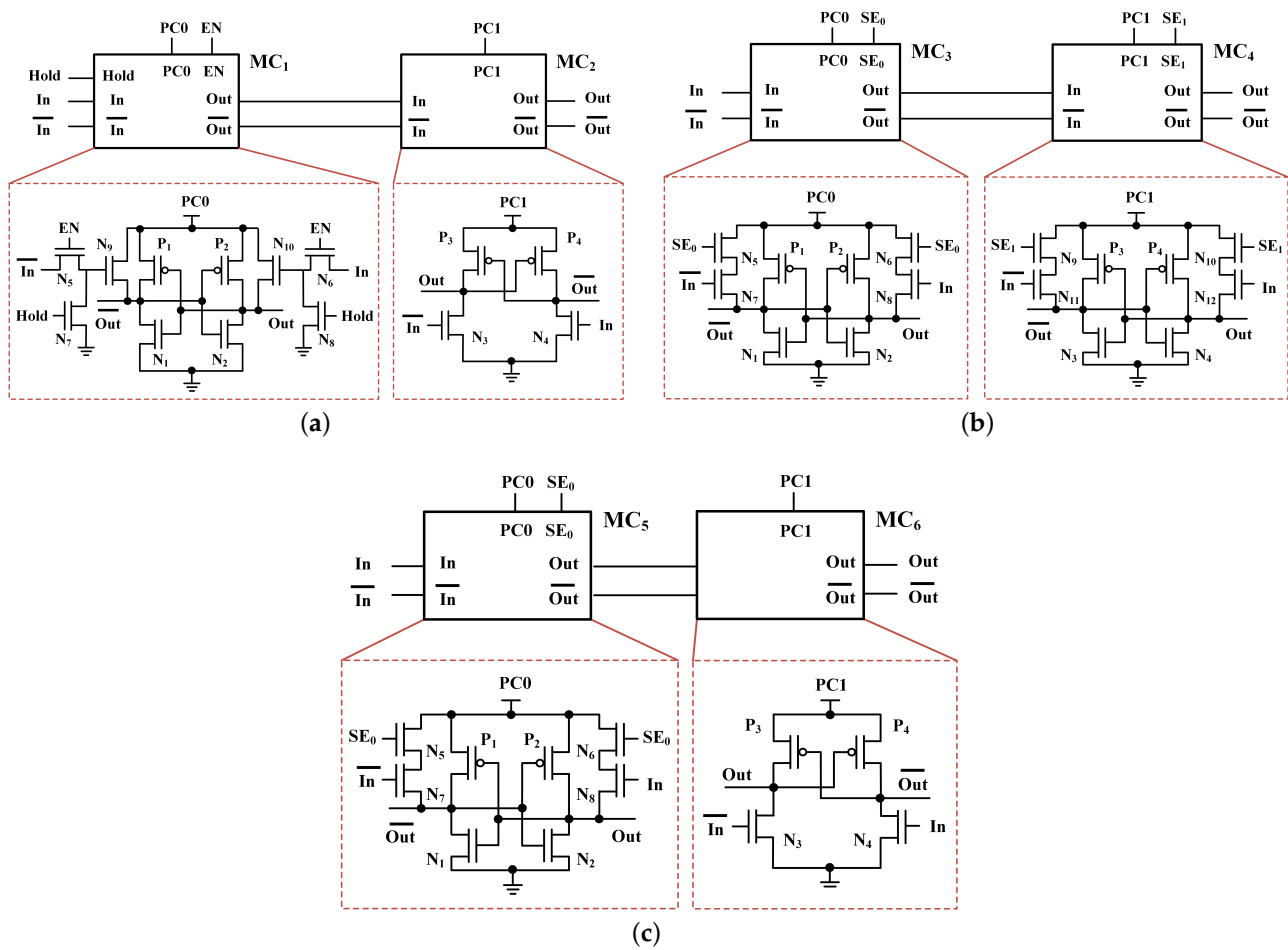 PC0 EN
MC1
PC0 EN
Hold Hold
In In Out
In In Out
PC1
MC2
PC1
In Out Out
In Out Out
PC0 SE0
MC3
PC0 SE0
In In Out
In In Out
PC1 SE1
MC4
PC1 SE1
In Out Out
In Out Out
PC0
EN N9 P1 P2 N10 EN
In N5 N6 In
Hold Out Out Hold
N7 N1 N2 N8
PC1
P3 P4
Out Out
In N3 N4 In
(a)
PC0
SE0 N5 P1 P2 N6 SE0
In N7 N8 In
Out Out
N1 N2
PC1
SE1 N9 P3 P4 N10 SE1
In N11 N12 In
Out Out
N3 N4
(b)
PC0 SE0
MC5
PC0 SE0
In In Out
In In Out
PC1
MC6
PC1
Out Out
Out Out
PC0
SE0 N5 P1 P2 N6 SE0
In N7 N8 In
Out Out
N1 N2
PC1
P3 P4
Out Out
In N3 N4 In
(c)